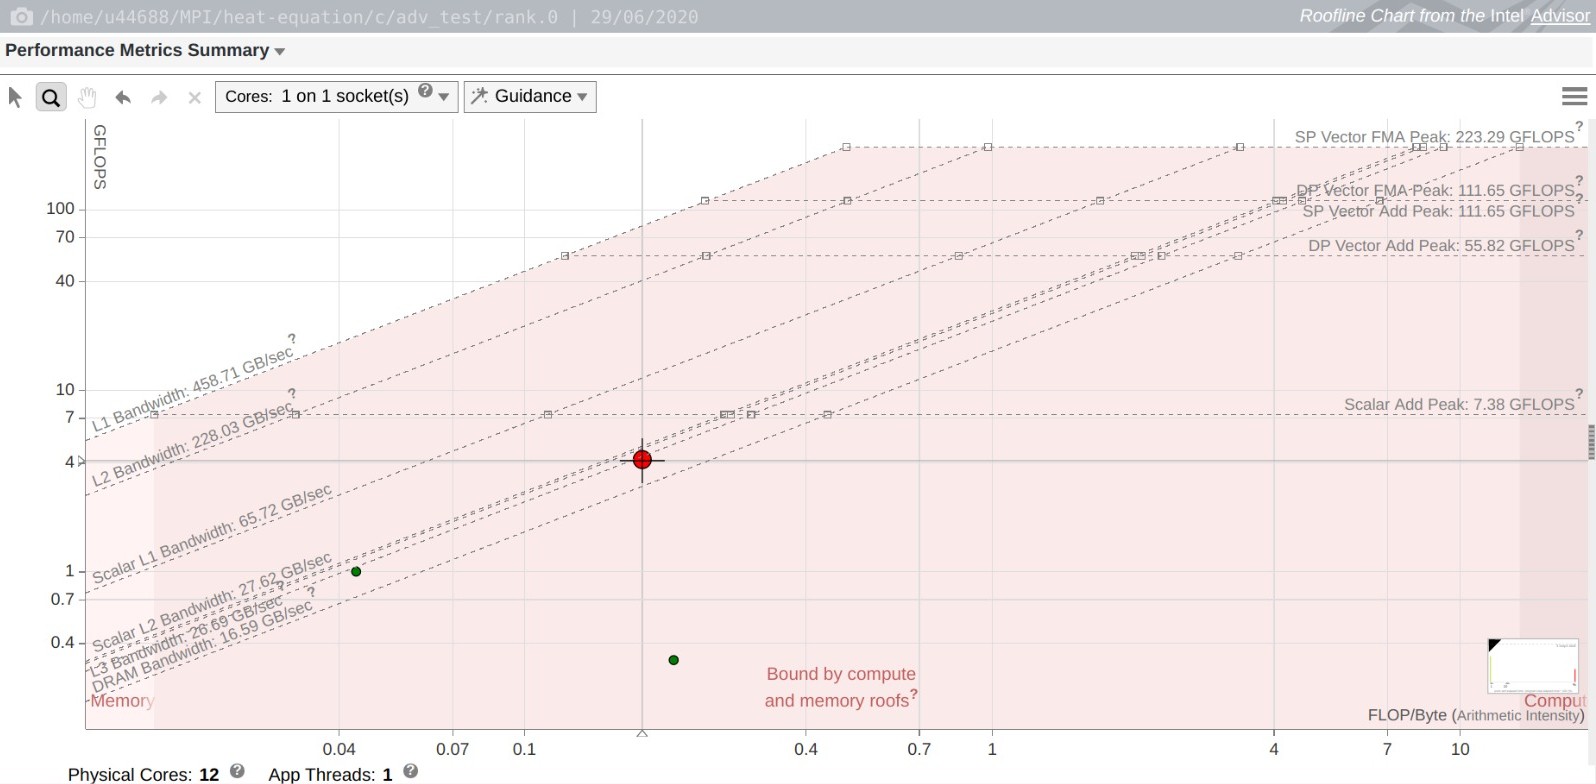 /home/u44688/MPI/heat-equation/c/adv_test/rank.0 | 29/06/2020
Roofline Chart from the Intel Advisor
Performance Metrics Summary
Cores: 1 on 1 socket(s) ?
Guidance
GFLOPS
SP Vector FMA Peak: 223.29 GFLOPS?
DP Vector FMA Peak: 111.65 GFLOPS?
SP Vector Add Peak: 111.65 GFLOPS?
DP Vector Add Peak: 55.82 GFLOPS?
Scalar Add Peak: 7.38 GFLOPS?
100
70
40
10
7
4
1
0.7
0.4
L1 Bandwidth: 458.71 GB/sec?
L2 Bandwidth: 228.03 GB/sec?
Scalar L1 Bandwidth: 65.72 GB/sec
Scalar L2 Bandwidth: 27.62 GB/sec?
L3 Bandwidth: 26.69 GB/sec?
DRAM Bandwidth: 16.59 GB/sec
Memory
Bound by compute
and memory roofs?
Comput
FLOP/Byte (Arithmetic Intensity)
0.04
0.07
0.1
0.4
0.7
1
4
7
10
Physical Cores: 12 ?
App Threads: 1 ?